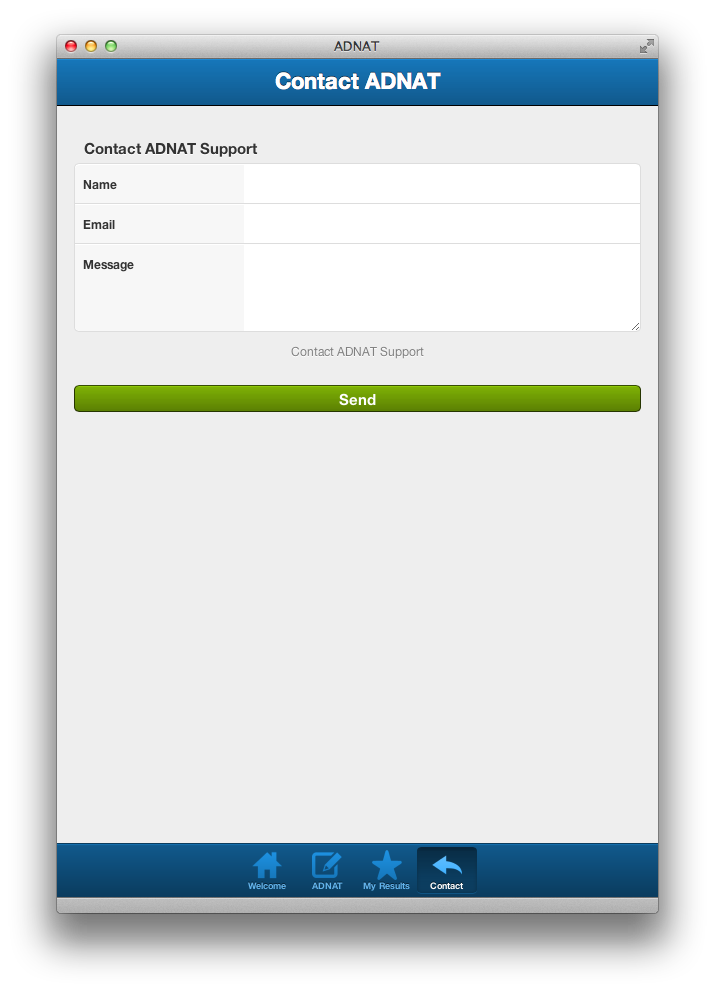 ADNAT
Contact ADNAT
Contact ADNAT Support
Name
Email
Message
Contact ADNAT Support
Send
Welcome ADNAT My Results Contact